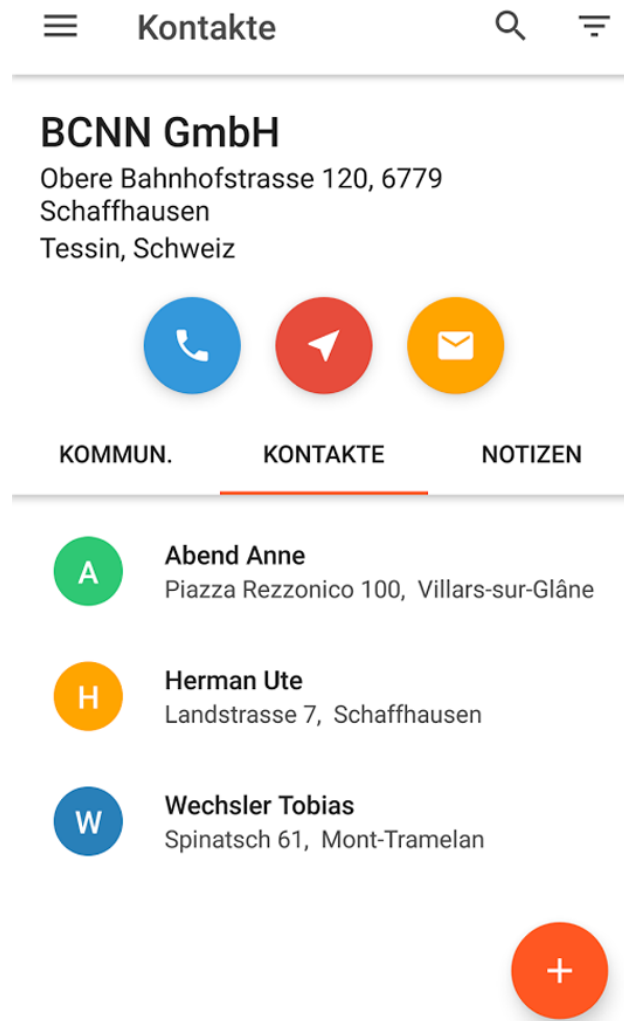 Kontakte
BCNN GmbH
Obere Bahnhofstrasse 120, 6779
Schaffhausen
Tessin, Schweiz
KOMMUN. KONTAKTE NOTIZEN
A
Abend Anne
Piazza Rezzonico 100, Villars-sur-Glâne
H
Herman Ute
Landstrasse 7, Schaffhausen
W
Wechsler Tobias
Spinatsch 61, Mont-Tramelan
+